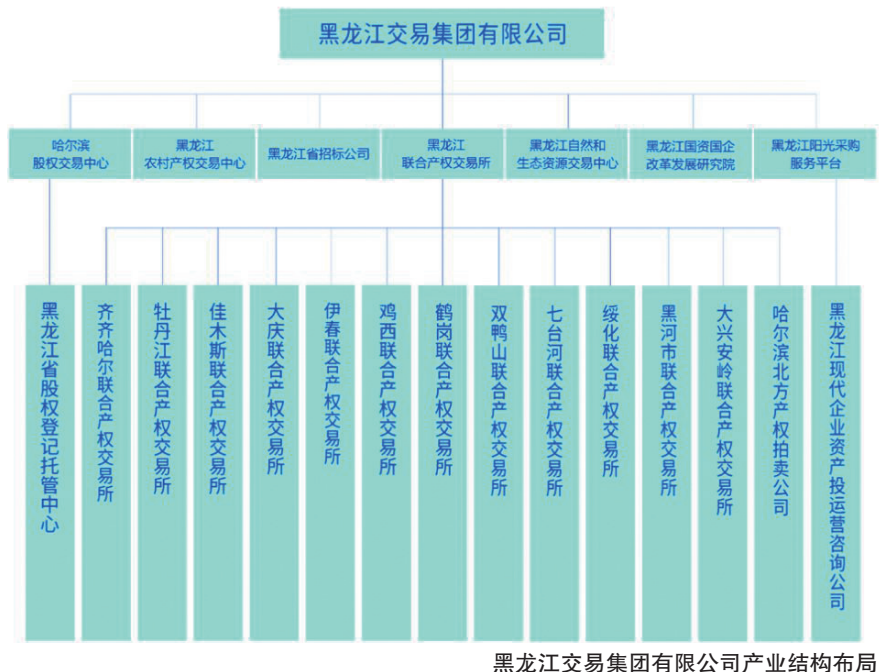 黑龙江交易集团有限公司
哈尔滨
股权交易中心
黑龙江
农村产权交易中心
黑龙江省招标公司
黑龙江
联合产权交易所
黑龙江自然和
生态资源交易中心
黑龙江国资国企
改革发展研究院
黑龙江阳光采购
服务平台
黑龙江省股权登记托管中心
齐齐哈尔联合产权交易所
牡丹江联合产权交易所
佳木斯联合产权交易所
大庆联合产权交易所
伊春联合产权交易所
鸡西联合产权交易所
鹤岗联合产权交易所
双鸭山联合产权交易所
七台河联合产权交易所
绥化联合产权交易所
黑河市联合产权交易所
大兴安岭联合产权交易所
哈尔滨北方产权拍卖公司
黑龙江现代企业资产投运营咨询公司
黑龙江交易集团有限公司产业结构布局